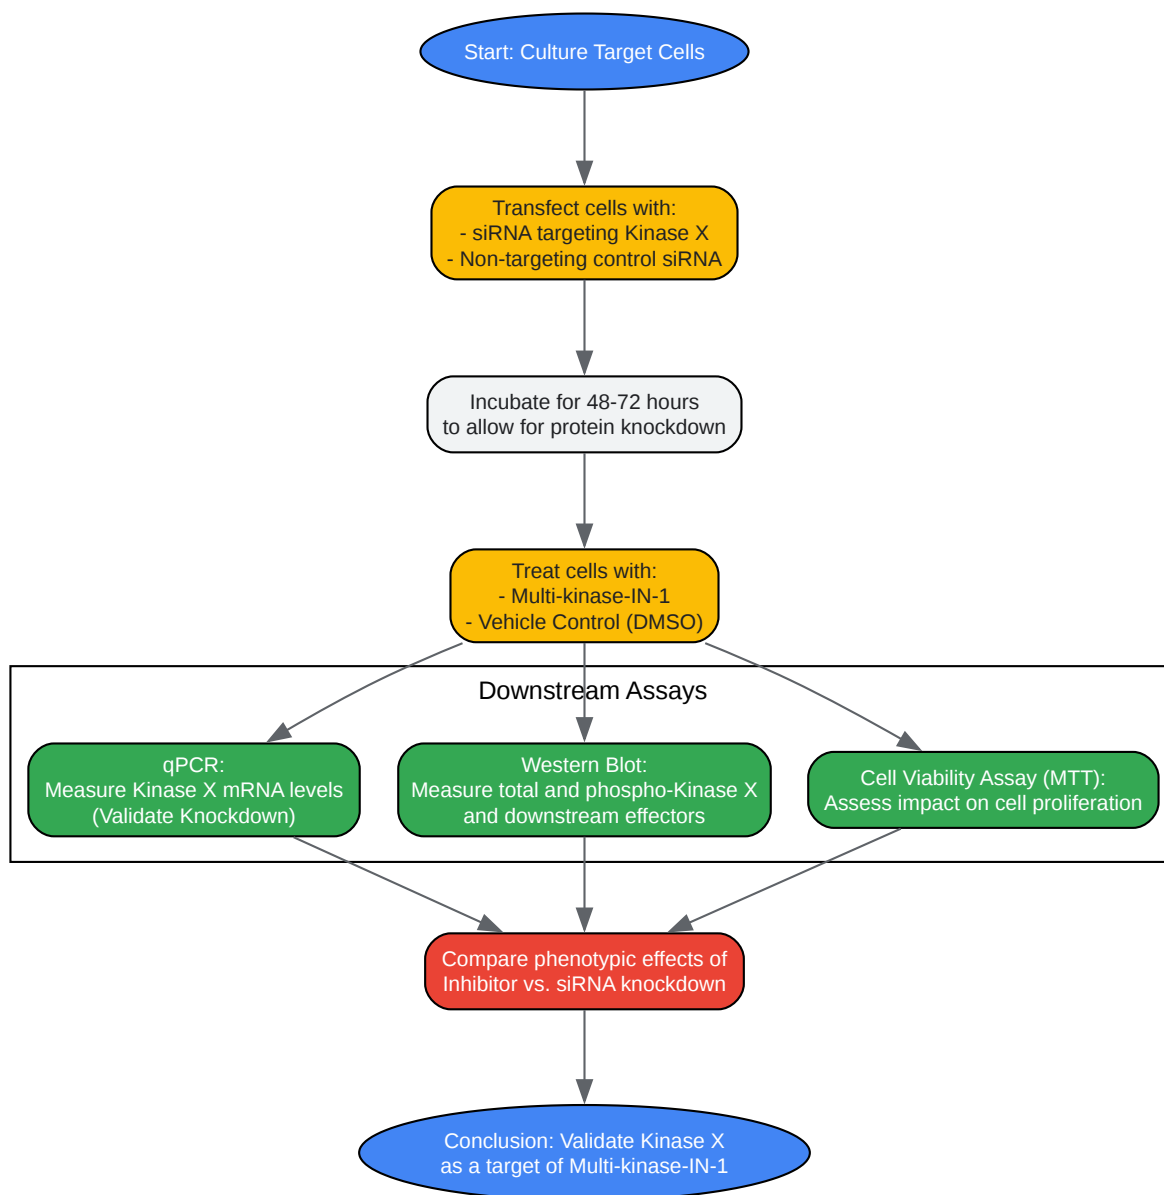 Start: Culture Target Cells
Transfect cells with:
- siRNA targeting Kinase X
- Non-targeting control siRNA
Incubate for 48-72 hours
to allow for protein knockdown
Treat cells with:
- Multi-kinase-IN-1
- Vehicle Control (DMSO)
Downstream Assays
qPCR:
Measure Kinase X mRNA levels
(Validate Knockdown)
Western Blot:
Measure total and phospho-Kinase X
and downstream effectors
Cell Viability Assay (MTT):
Assess impact on cell proliferation
Compare phenotypic effects of
Inhibitor vs. siRNA knockdown
Conclusion: Validate Kinase X
as a target of Multi-kinase-IN-1